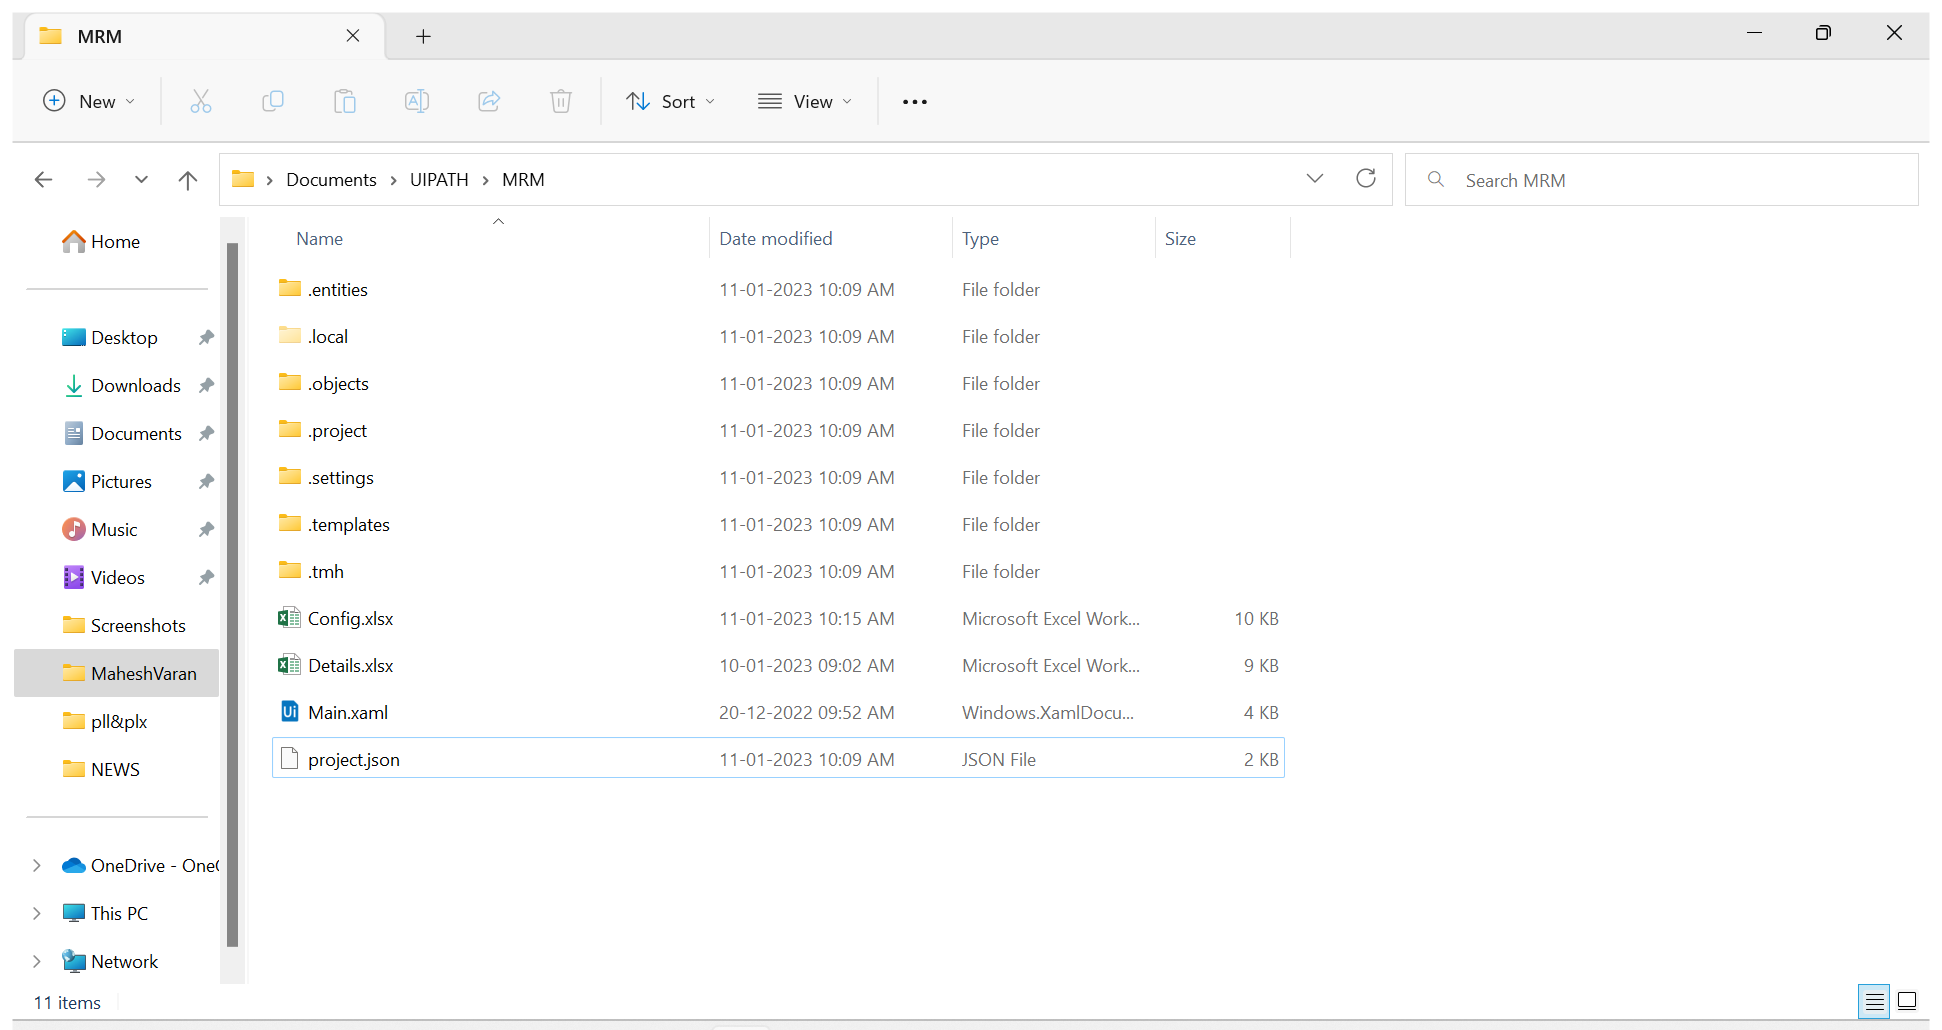 MRM
New
Sort
View
Documents > UIPATH > MRM
Search MRM
Home
Desktop
Downloads
Documents
Pictures
Music
Videos
Screenshots
MaheshVaran
pll&plx
NEWS
OneDrive - One
This PC
Network
Name Date modified Type Size
.entities 11-01-2023 10:09 AM File folder
.local 11-01-2023 10:09 AM File folder
.objects 11-01-2023 10:09 AM File folder
.project 11-01-2023 10:09 AM File folder
.settings 11-01-2023 10:09 AM File folder
.templates 11-01-2023 10:09 AM File folder
.tmh 11-01-2023 10:09 AM File folder
Config.xlsx 11-01-2023 10:15 AM Microsoft Excel Work... 10 KB
Details.xlsx 10-01-2023 09:02 AM Microsoft Excel Work... 9 KB
Ui Main.xaml 20-12-2022 09:52 AM Windows.XamlDocu... 4 KB
project.json 11-01-2023 10:09 AM JSON File 2 KB
11 items